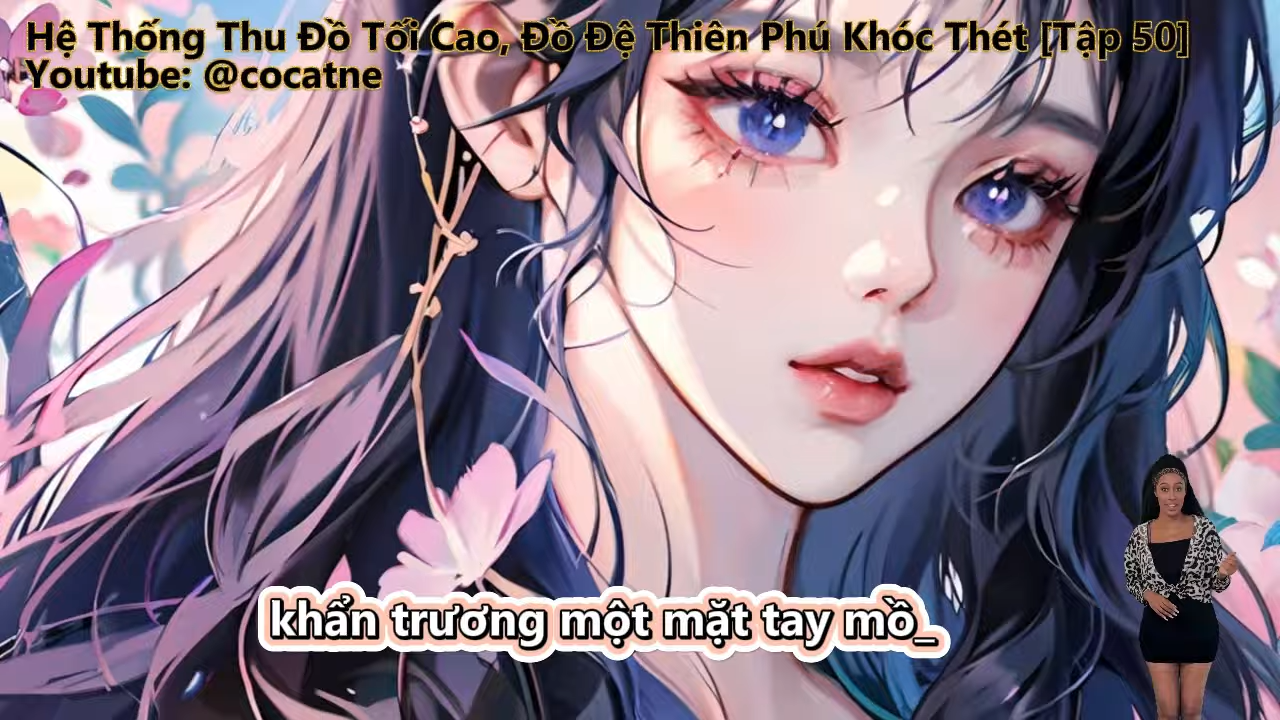 Hệ Thống Thu Đồ Tối Cao, Đồ Đệ Thiên Phú Khóc Thét [Tập 50]
Youtube: @cocatne
khẩn trương một mặt tay mồ_